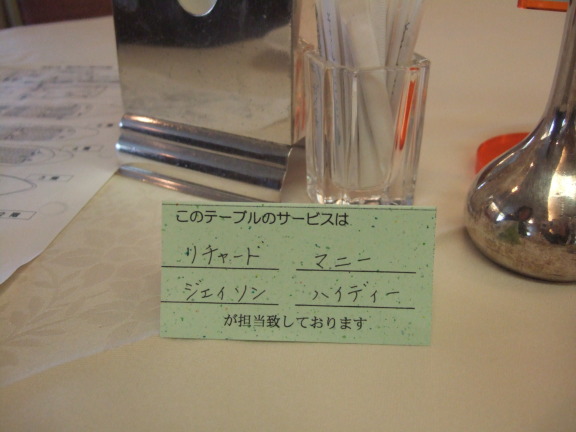 このテーブルのサービスは
リチャード マニー
ジェイソン ハイディー
が担当致しております